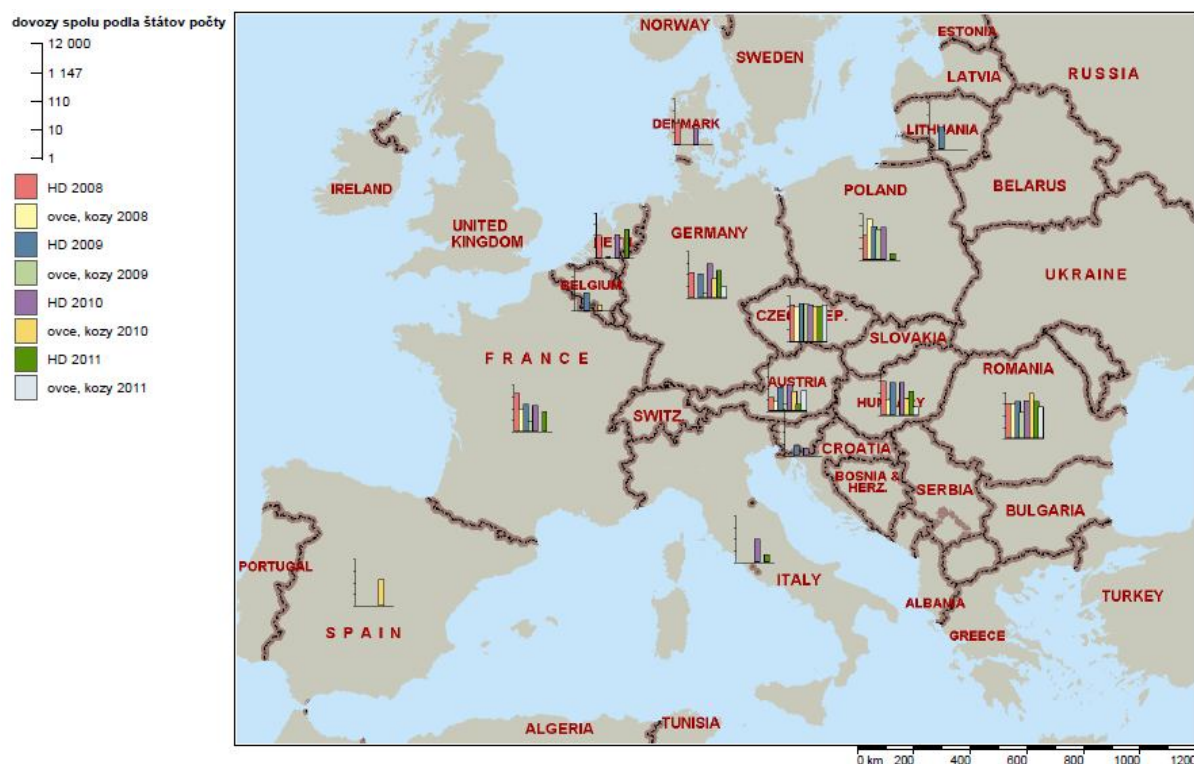 dovozy spolu podla štátov počty
12 000
1 147
110
10
1
HD 2008
ovce, kozy 2008
HD 2009
ovce, kozy 2009
HD 2010
ovce, kozy 2010
HD 2011
ovce, kozy 2011
NORWAY
SWEDEN
ESTONIA
LATVIA
RUSSIA
DENMARK
LITHUANIA
IRELAND
UNITED
KINGDOM
POLAND
BELARUS
GERMANY
BELGIUM
UKRAINE
SLOVAKIA
FRANCE
AUSTRIA
ROMANIA
SWITZ.
CROATIA
BOSNIA &
HERZ.
SERBIA
BULGARIA
PORTUGAL
SPAIN
ITALY
ALBANIA
GREECE
TURKEY
ALGERIA
TUNISIA
0 km 200 400 600 800 1000 1200